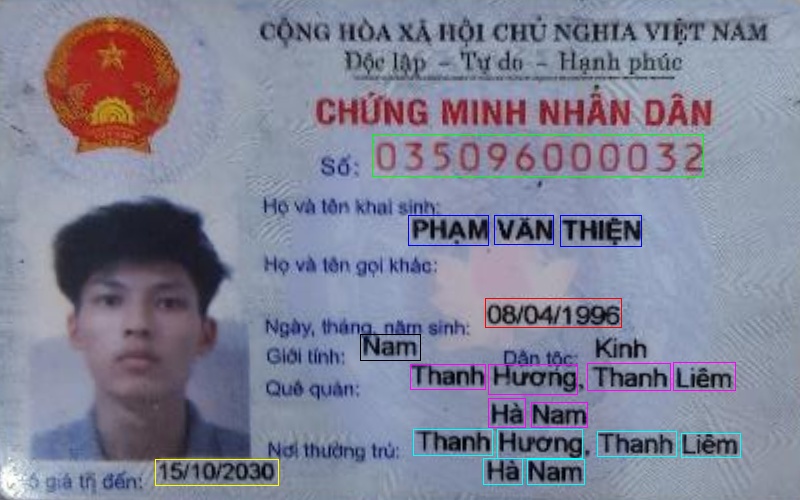 CỘNG HÒA XÃ HỘI CHỦ NGHĨA VIỆT NAM
Độc lập - Tự do - Hạnh phúc
CHỨNG MINH NHÂN DÂN
Số: 035096000032
Họ và tên khai sinh:
PHẠM VĂN THIỆN
Họ và tên gọi khác:
Ngày, tháng, năm sinh: 08/04/1996
Giới tính: Nam Dân tộc: Kinh
Quê quán: Thanh Hương, Thanh Liêm
Hà Nam
Nơi thường trú: Thanh Hương, Thanh Liêm
Hà Nam
giá trị đến: 15/10/2030